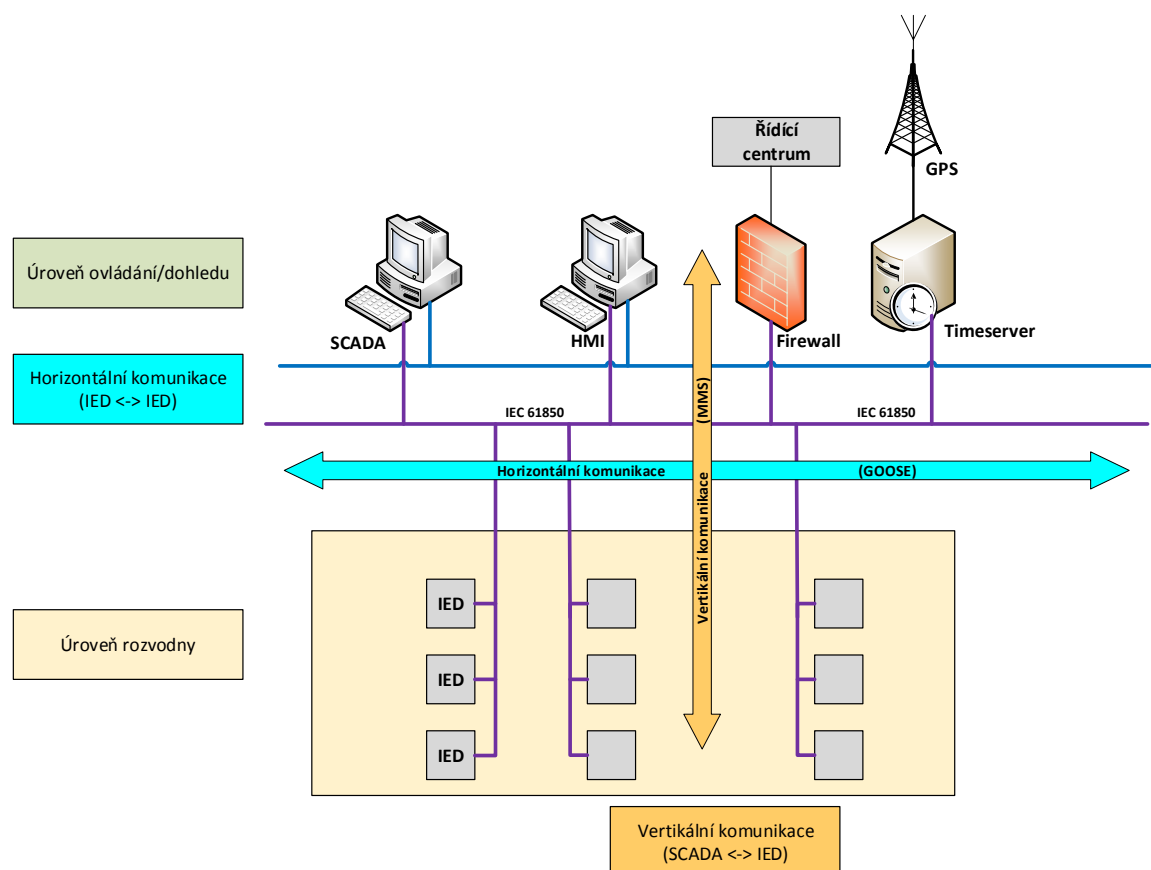 Řídící
centrum
GPS
Úroveň ovládání/dohledu
SCADA
HMI
Firewall
Timeserver
Horizontální komunikace
(IED <-> IED)
IEC 61850
IEC 61850
Horizontální komunikace
(GOOSE)
Vertikální komunikace
(MMS)
Úroveň rozvodny
IED
IED
IED
Vertikální komunikace
(SCADA <-> IED)